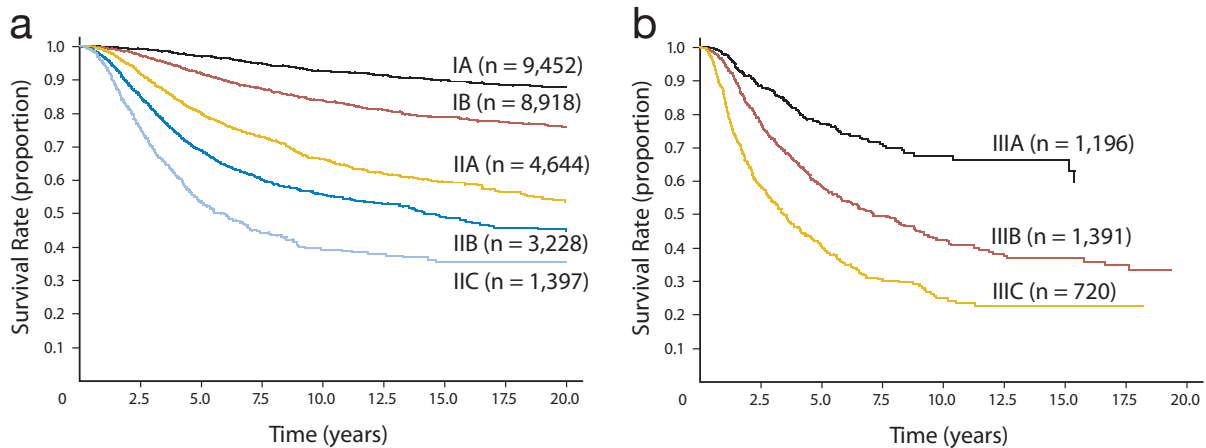 a
Survival Rate (proportion)
1.0
0.9
0.8
0.7
0.6
0.5
0.4
0.3
0.2
0.1
IA (n = 9,452)
IB (n = 8,918)
IIA (n = 4,644)
IIB (n = 3,228)
IIC (n = 1,397)
0 2.5 5.0 7.5 10.0 12.5 15.0 17.5 20.0
Time (years)
b
Survival Rate (proportion)
1.0
0.9
0.8
0.7
0.6
0.5
0.4
0.3
0.2
0.1
IIIA (n = 1,196)
IIIB (n = 1,391)
IIIC (n = 720)
0 2.5 5.0 7.5 10.0 12.5 15.0 17.5 20.0
Time (years)